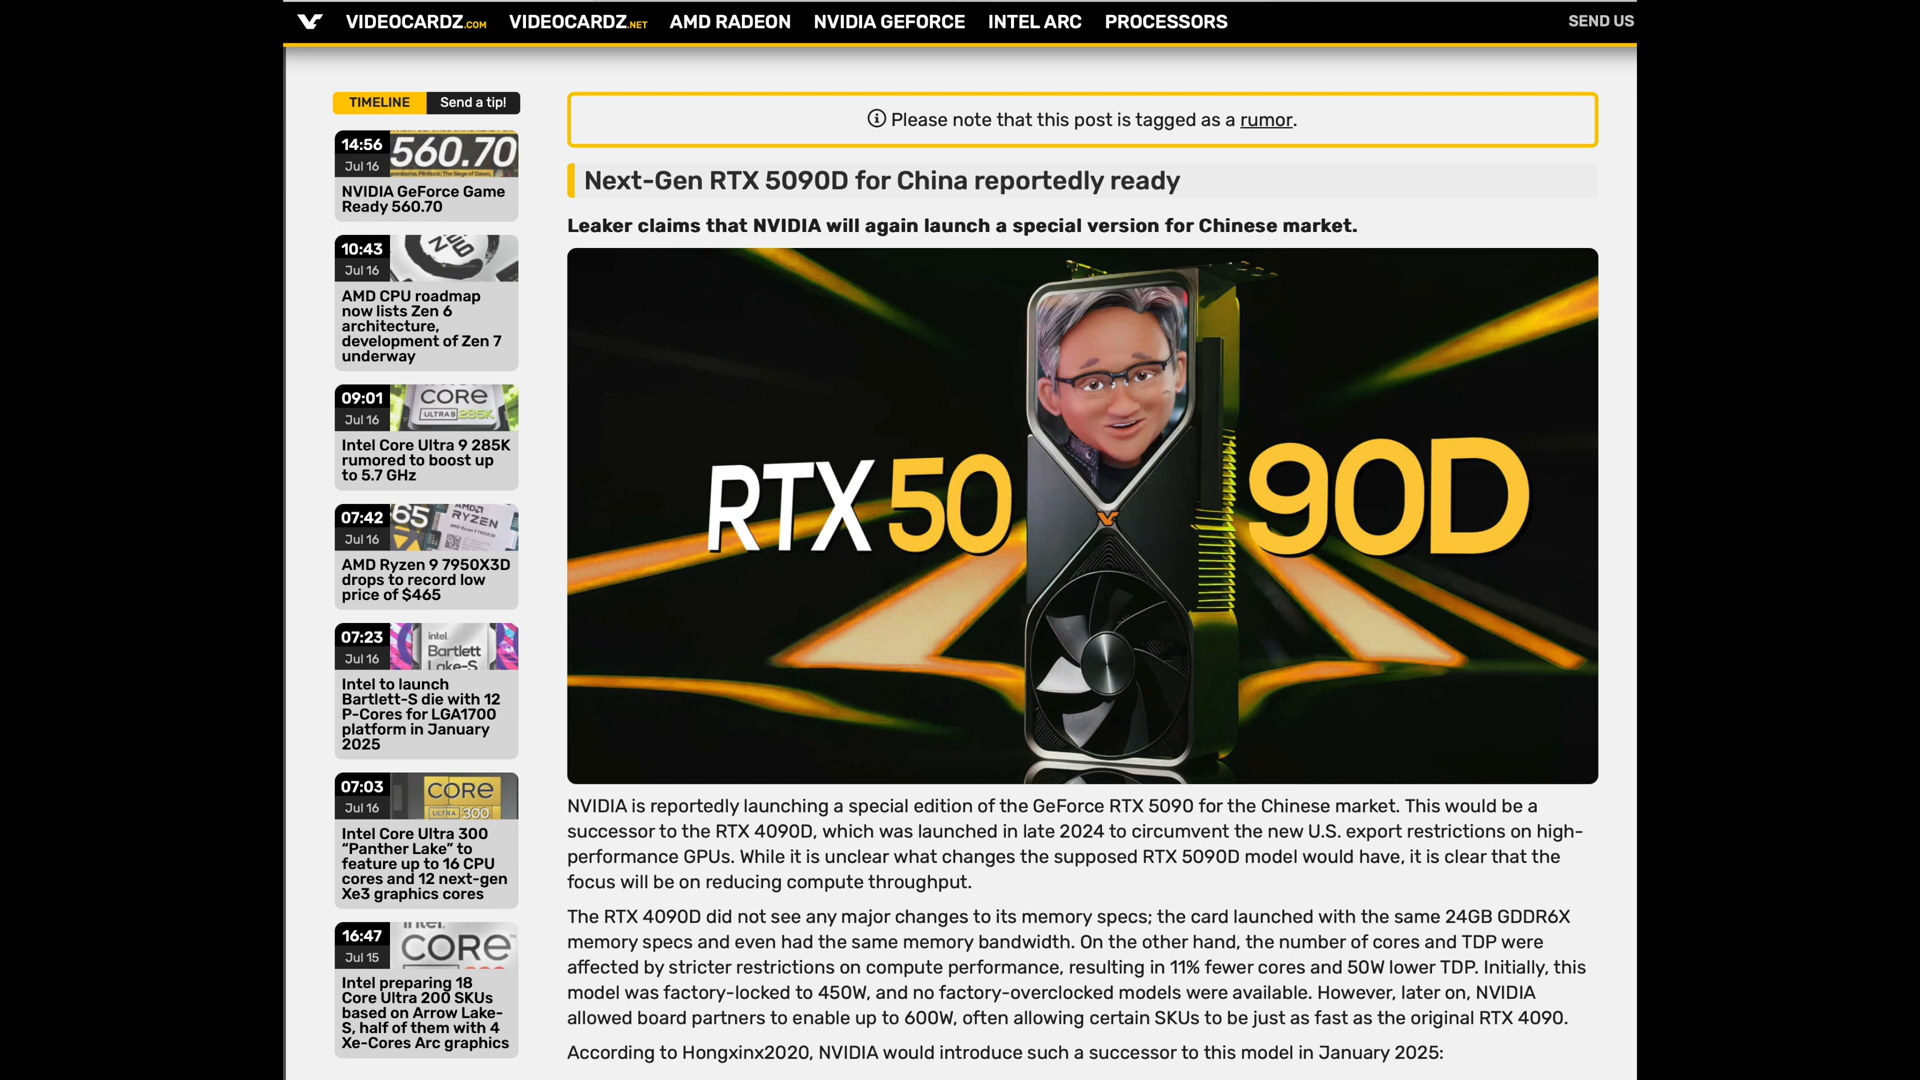 VIDEOCARDZ.COM VIDEOCARDZ.NET AMD RADEON NVIDIA GEFORCE INTEL ARC PROCESSORS SEND US
TIMELINE Send a tip!
14:56
Jul 16
560.70
NVIDIA GeForce Game
Ready 560.70
10:43
Jul 16
ZEN
AMD CPU roadmap
now lists Zen 6
architecture,
development of Zen 7
underway
09:01
Jul 16
CORE
ULTRA 9 285K
Intel Core Ultra 9 285K
rumored to boost up
to 5.7 GHz
07:42
Jul 16
65
AMD
RYZEN
AMD Ryzen 9 7950X3D
drops to record low
price of $465
07:23
Jul 16
intel
Bartlett
Lake-S
Intel to launch
Bartlett-S die with 12
P-Cores for LGA1700
platform in January
2025
07:03
Jul 16
CORE
ULTRA 300
Intel Core Ultra 300
“Panther Lake” to
feature up to 16 CPU
cores and 12 next-gen
Xe3 graphics cores
16:47
Jul 15
intel
CORE
Intel preparing 18
Core Ultra 200 SKUs
based on Arrow Lake-
S, half of them with 4
Xe-Cores Arc graphics
Please note that this post is tagged as a rumor.
Next-Gen RTX 5090D for China reportedly ready
Leaker claims that NVIDIA will again launch a special version for Chinese market.
RTX 50 90D
NVIDIA is reportedly launching a special edition of the GeForce RTX 5090 for the Chinese market. This would be a
successor to the RTX 4090D, which was launched in late 2024 to circumvent the new U.S. export restrictions on high-
performance GPUs. While it is unclear what changes the supposed RTX 5090D model would have, it is clear that the
focus will be on reducing compute throughput.
The RTX 4090D did not see any major changes to its memory specs; the card launched with the same 24GB GDDR6X
memory specs and even had the same memory bandwidth. On the other hand, the number of cores and TDP were
affected by stricter restrictions on compute performance, resulting in 11% fewer cores and 50W lower TDP. Initially, this
model was factory-locked to 450W, and no factory-overclocked models were available. However, later on, NVIDIA
allowed board partners to enable up to 600W, often allowing certain SKUs to be just as fast as the original RTX 4090.
According to Hongxinx2020, NVIDIA would introduce such a successor to this model in January 2025: